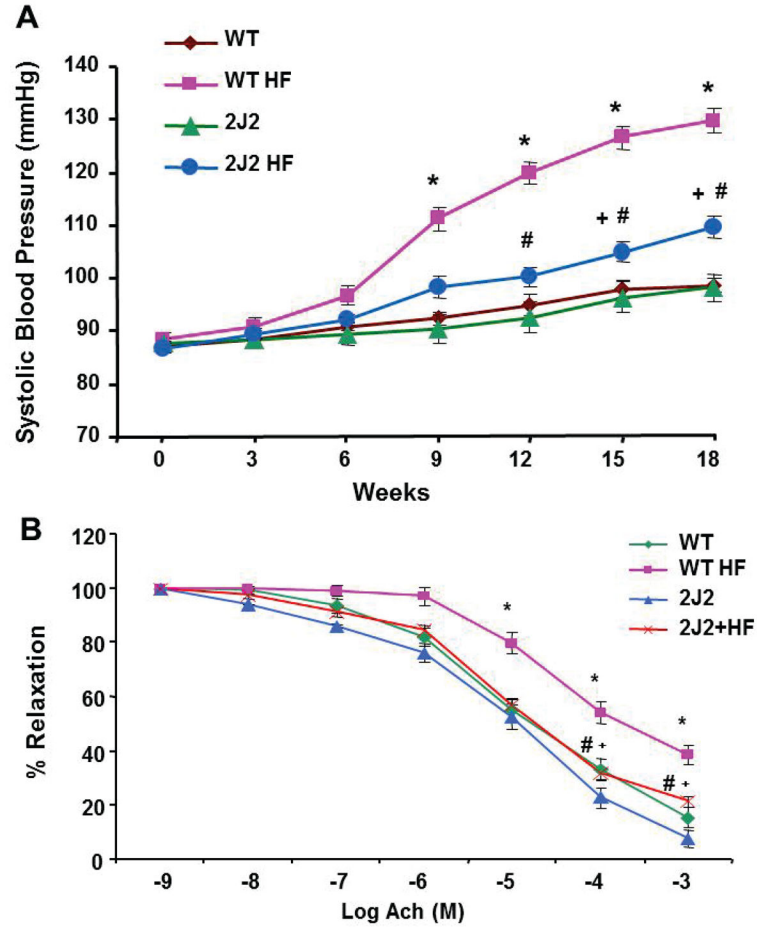 A
WT
WT HF
2J2
2J2 HF
Systolic Blood Pressure (mmHg)
140
130
120
110
100
90
80
70
* * * *
# + # + #
0 3 6 9 12 15 18
Weeks
B
WT
WT HF
2J2
2J2+HF
% Relaxation
120
100
80
60
40
20
0
* * *
# + # +
-9 -8 -7 -6 -5 -4 -3
Log Ach (M)